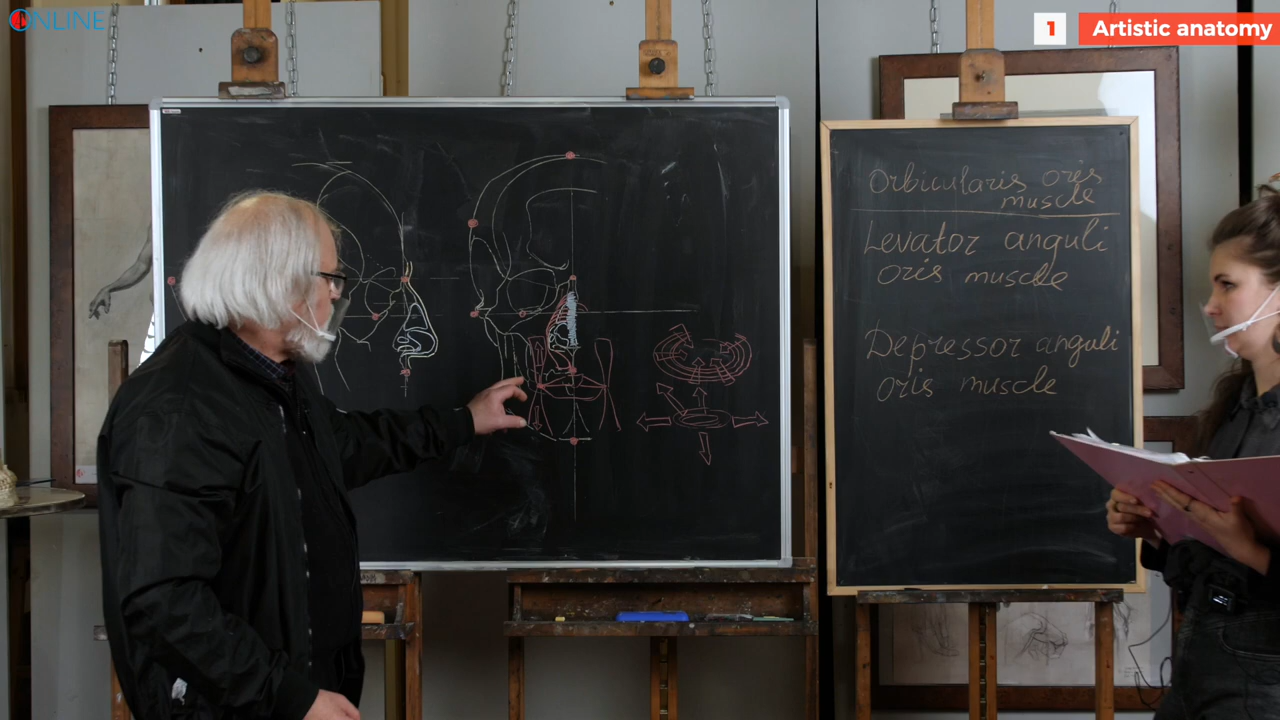 ONLINE
1 Artistic anatomy
Orbicularis oris
muscle
Levator anguli
oris muscle
Depressor anguli
oris muscle